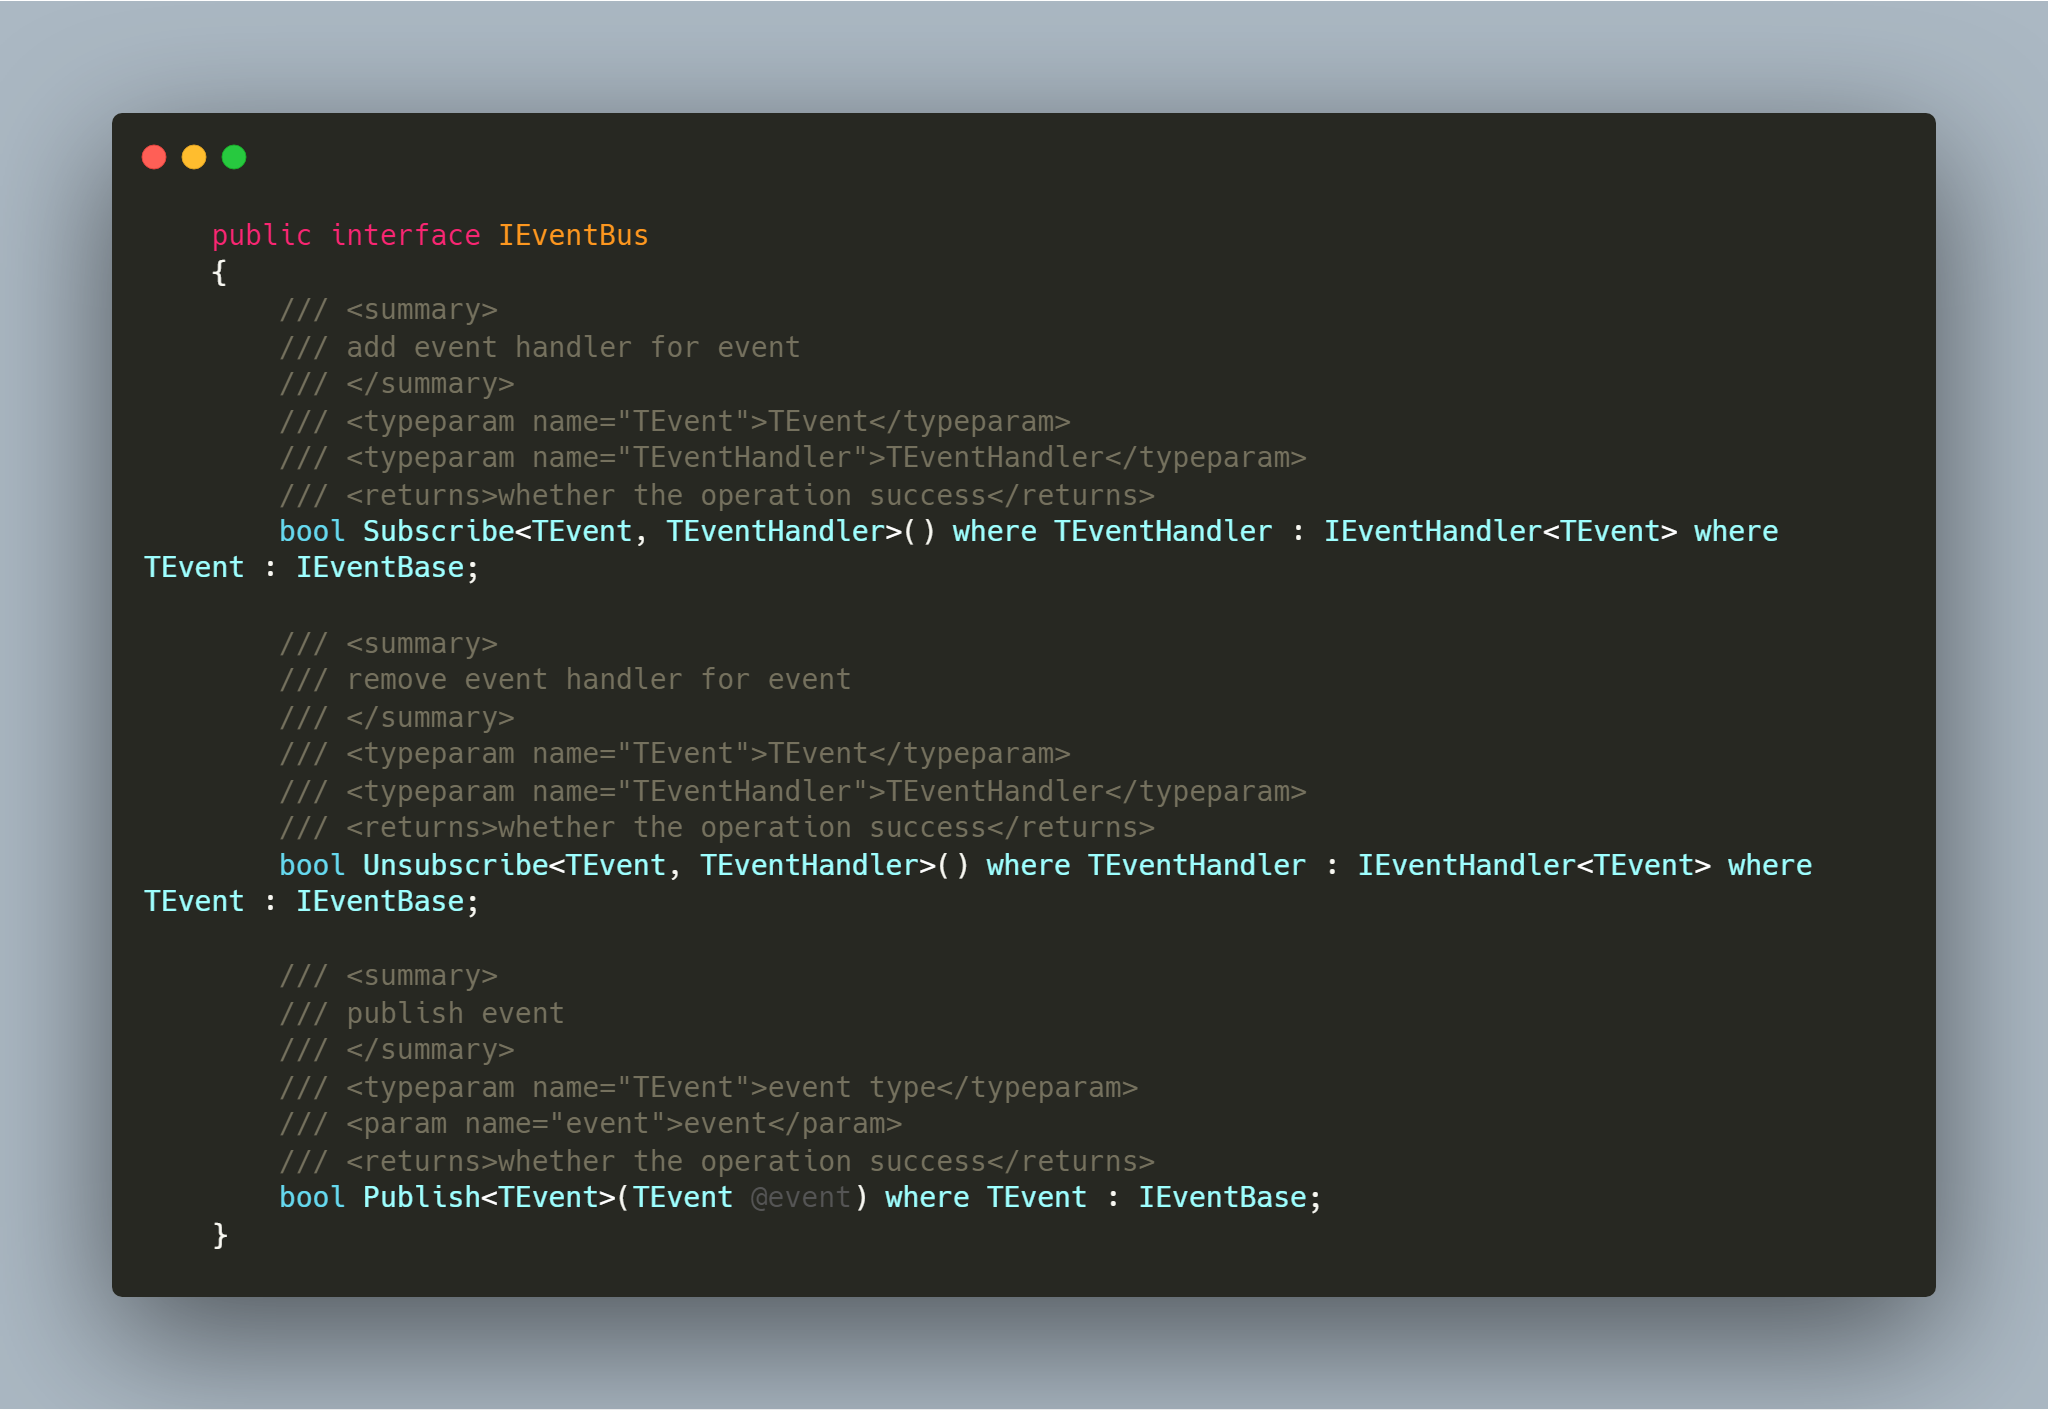 public interface IEventBus
{
/// <summary>
/// add event handler for event
/// </summary>
/// <typeparam name="TEvent">TEvent</typeparam>
/// <typeparam name="TEventHandler">TEventHandler</typeparam>
/// <returns>whether the operation success</returns>
bool Subscribe<TEvent, TEventHandler>() where TEventHandler : IEventHandler<TEvent> where
TEvent : IEventBase;
/// <summary>
/// remove event handler for event
/// </summary>
/// <typeparam name="TEvent">TEvent</typeparam>
/// <typeparam name="TEventHandler">TEventHandler</typeparam>
/// <returns>whether the operation success</returns>
bool Unsubscribe<TEvent, TEventHandler>() where TEventHandler : IEventHandler<TEvent> where
TEvent : IEventBase;
/// <summary>
/// publish event
/// </summary>
/// <typeparam name="TEvent">event type</typeparam>
/// <param name="event">event</param>
/// <returns>whether the operation success</returns>
bool Publish<TEvent>(TEvent @event) where TEvent : IEventBase;
}